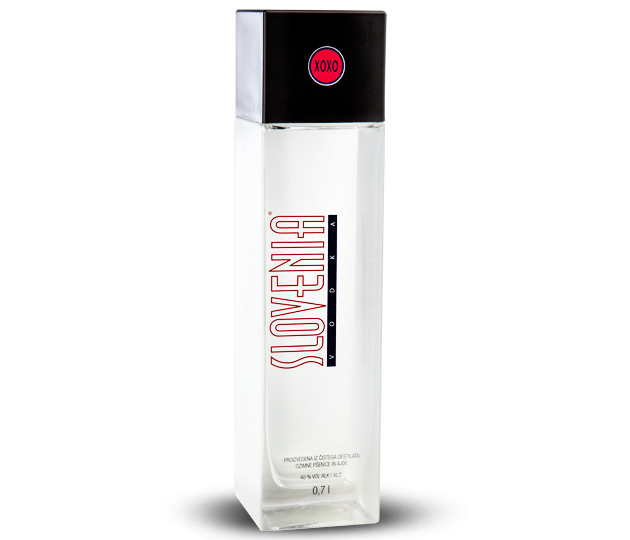 XOXO
SLOVENIA®
VODKA
PROIZVEDENA IZ ČISTEGA DESTILATA
OZIMNE PŠENICE IN AJDE
40 % VOL ALK / ALC
0,7 l